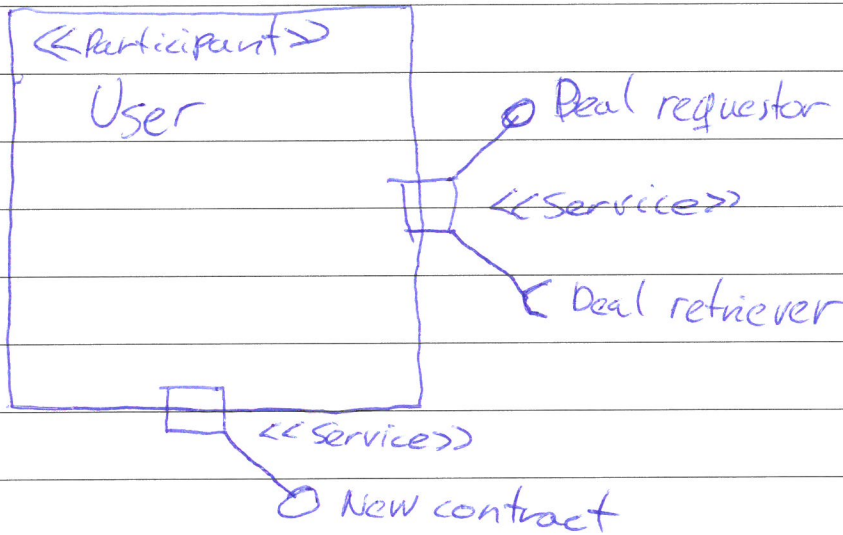 <<Participant>>
User
Deal requestor
<<Service>>
Deal retriever
<<Service>>
New contract